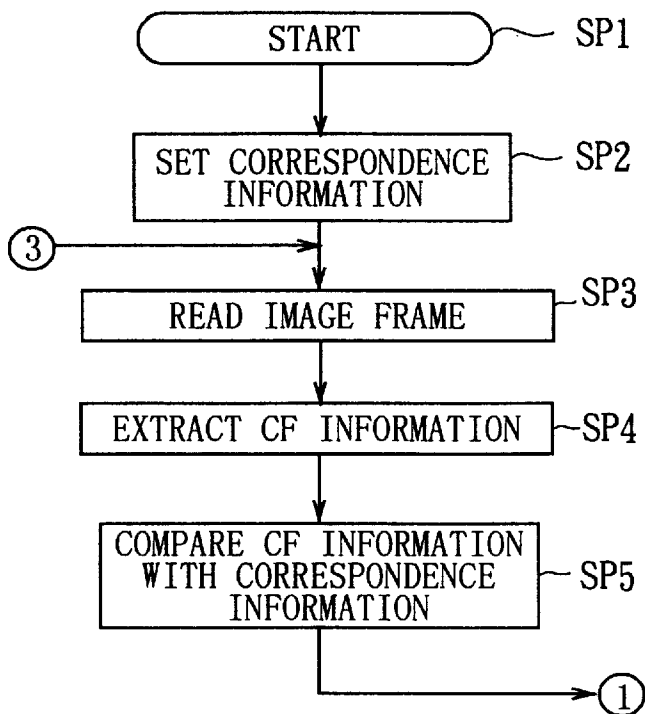 START
SP1
SET CORRESPONDENCE
INFORMATION
SP2
3
READ IMAGE FRAME
SP3
EXTRACT CF INFORMATION
SP4
COMPARE CF INFORMATION
WITH CORRESPONDENCE
INFORMATION
SP5
1